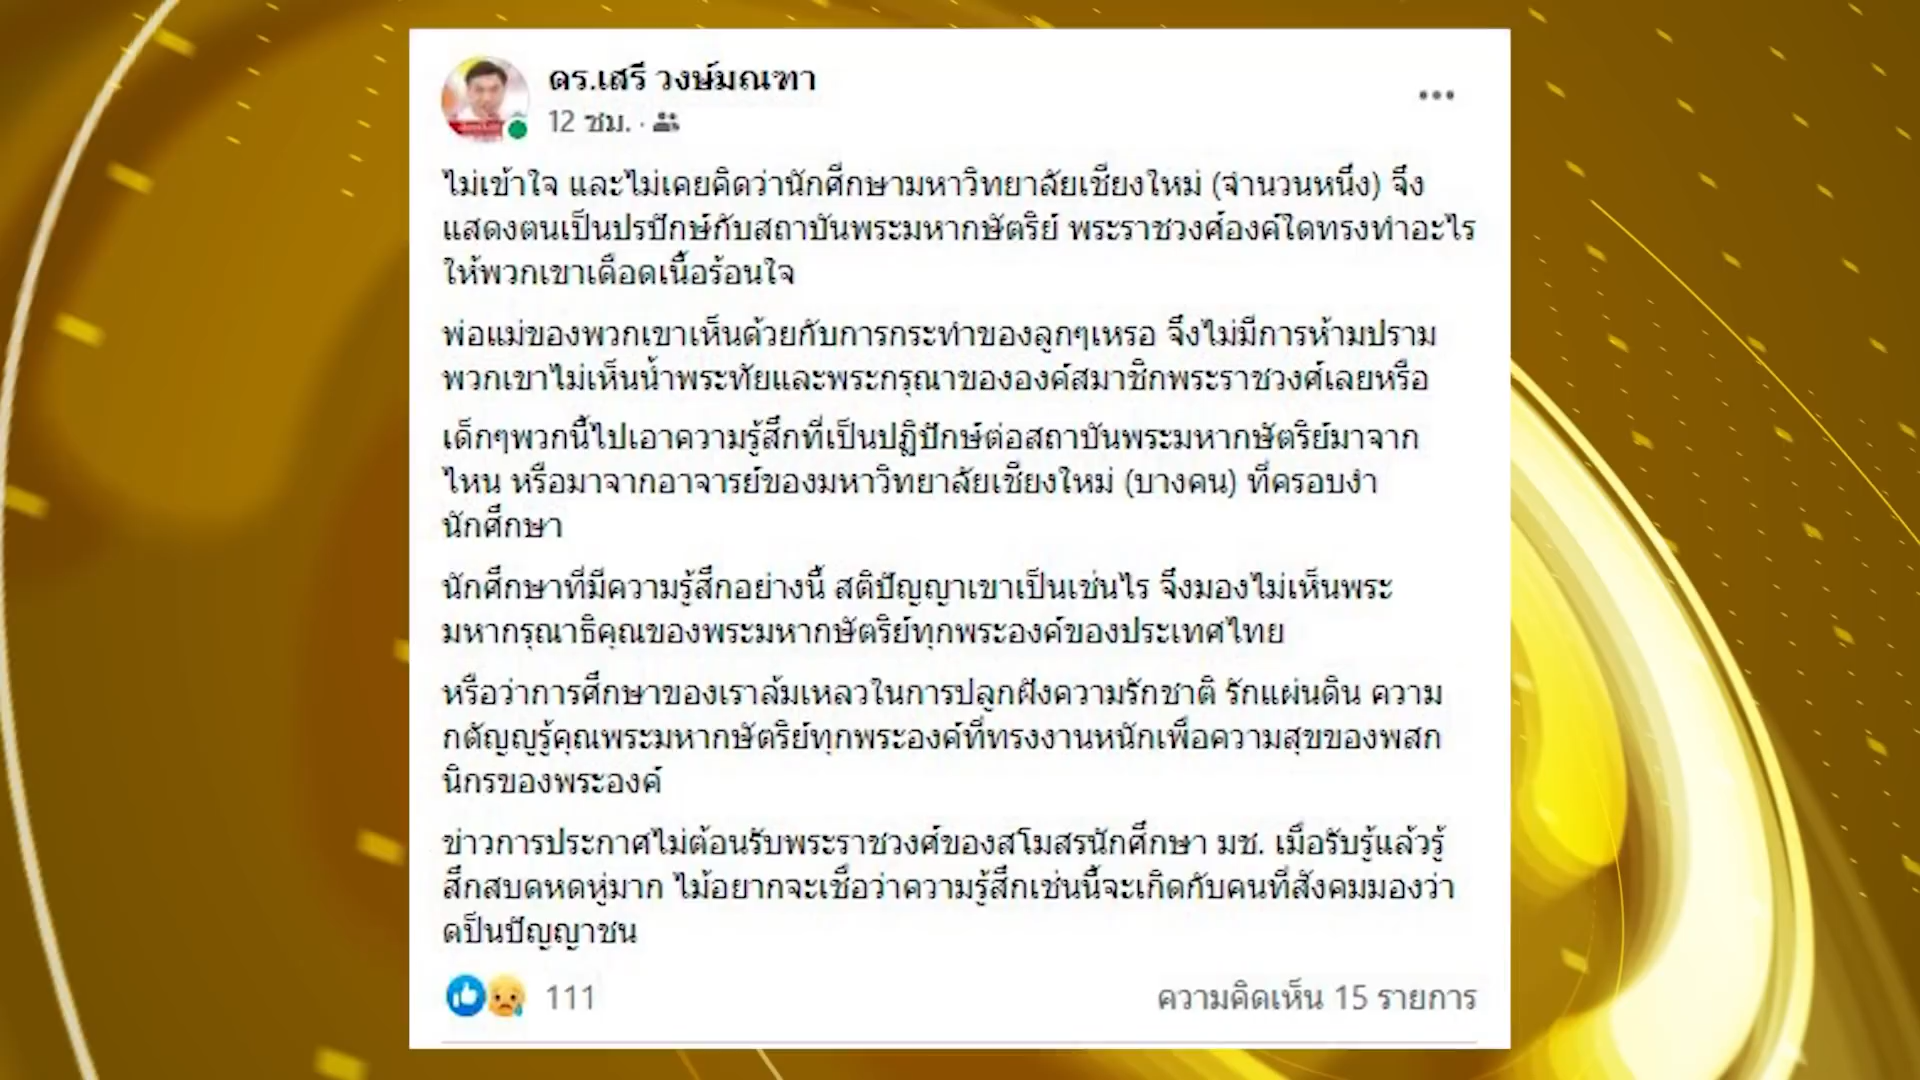 ดร.เสรี วงษ์มณฑา
12 ชม. ·
ไม่เข้าใจ และไม่เคยคิดว่านักศึกษามหาวิทยาลัยเชียงใหม่ (จำนวนหนึ่ง) จึง
แสดงตนเป็นปรปักษ์กับสถาบันพระมหากษัตริย์ พระราชวงศ์องค์ใดทรงทำอะไร
ให้พวกเขาเดือดเนื้อร้อนใจ
พ่อแม่ของพวกเขาเห็นด้วยกับการกระทำของลูกๆเหรอ จึงไม่มีการห้ามปราม
พวกเขาไม่เห็นน้ำพระทัยและพระกรุณาขององค์สมาชิกพระราชวงศ์เลยหรือ
เด็กๆพวกนี้ไปเอาความรู้สึกที่เป็นปฏิปักษ์ต่อสถาบันพระมหากษัตริย์มาจาก
ไหน หรือมาจากอาจารย์ของมหาวิทยาลัยเชียงใหม่ (บางคน) ที่ครอบงำ
นักศึกษา
นักศึกษาที่มีความรู้สึกอย่างนี้ สติปัญญาเขาเป็นเช่นไร จึงมองไม่เห็นพระ
มหากรุณาธิคุณของพระมหากษัตริย์ทุกพระองค์ของประเทศไทย
หรือว่าการศึกษาของเราล้มเหลวในการปลูกฝังความรักชาติ รักแผ่นดิน ความ
กตัญญูรู้คุณพระมหากษัตริย์ทุกพระองค์ที่ทรงงานหนักเพื่อความสุขของพสก
นิกรของพระองค์
ข่าวการประกาศไม่ต้อนรับพระราชวงศ์ของสโมสรนักศึกษา มช. เมื่อรับรู้แล้วรู้
สึกสบดหดหู่มาก ไม้อยากจะเชื่อว่าความรู้สึกเช่นนี้จะเกิดกับคนที่สังคมมองว่า
ดป็นปัญญาชน
111
ความคิดเห็น 15 รายการ